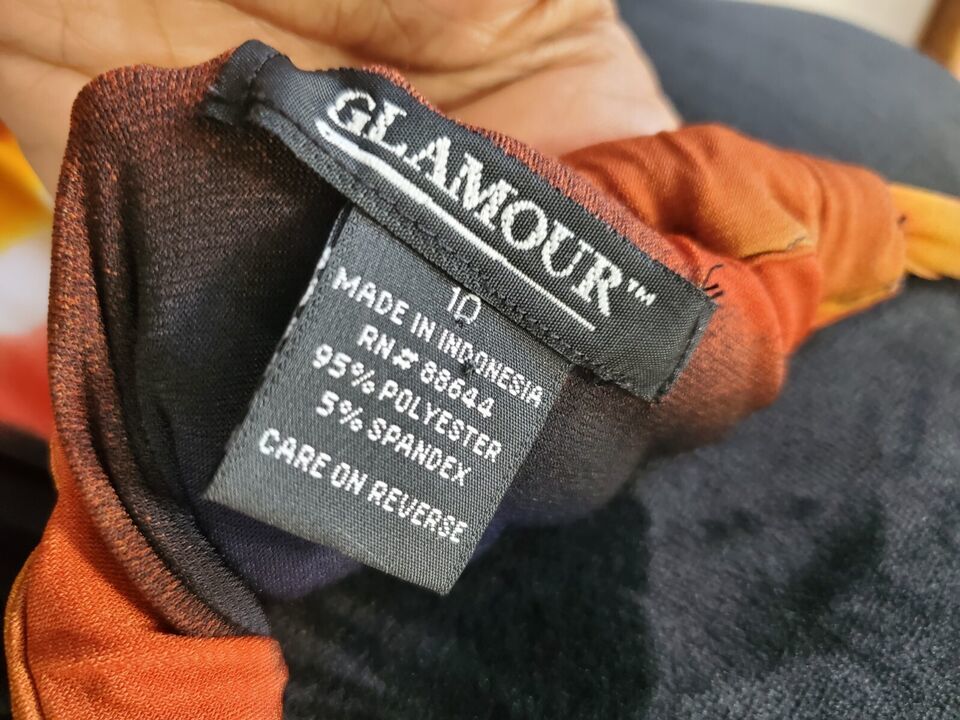 GLAMOUR™
10
MADE IN INDONESIA
RN# 88644
95% POLYESTER
5% SPANDEX
CARE ON REVERSE